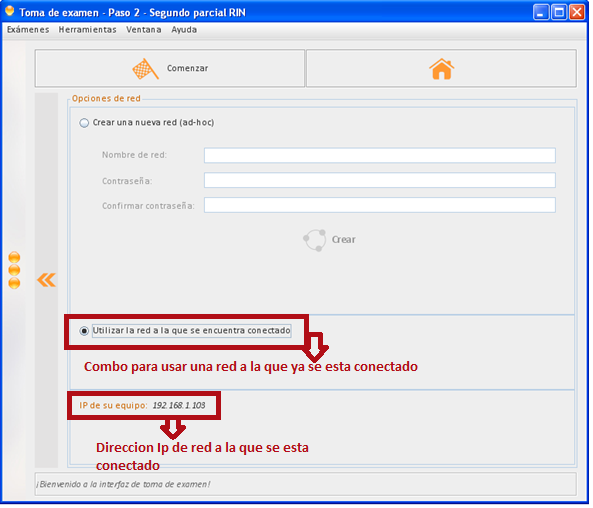 Toma de examen - Paso 2 - Segundo parcial RIN
Exámenes Herramientas Ventana Ayuda
Comenzar
Opciones de red
Crear una nueva red (ad-hoc)
Nombre de red:
Contraseña:
Confirmar contraseña:
Crear
Utilizar la red a la que se encuentra conectado
Combo para usar una red a la que ya se esta conectado
IP de su equipo: 192.168.1.103
Direccion Ip de red a la que se esta
conectado
¡Bienvenido a la interfaz de toma de examen!